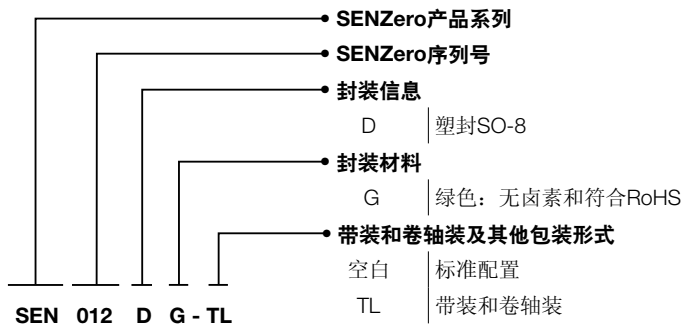 SENZero产品系列
SENZero序列号
封装信息
D 塑封SO-8
封装材料
G 绿色：无卤素和符合RoHS
带装和卷轴装及其他包装形式
空白 标准配置
TL 带装和卷轴装
SEN 012 D G - TL